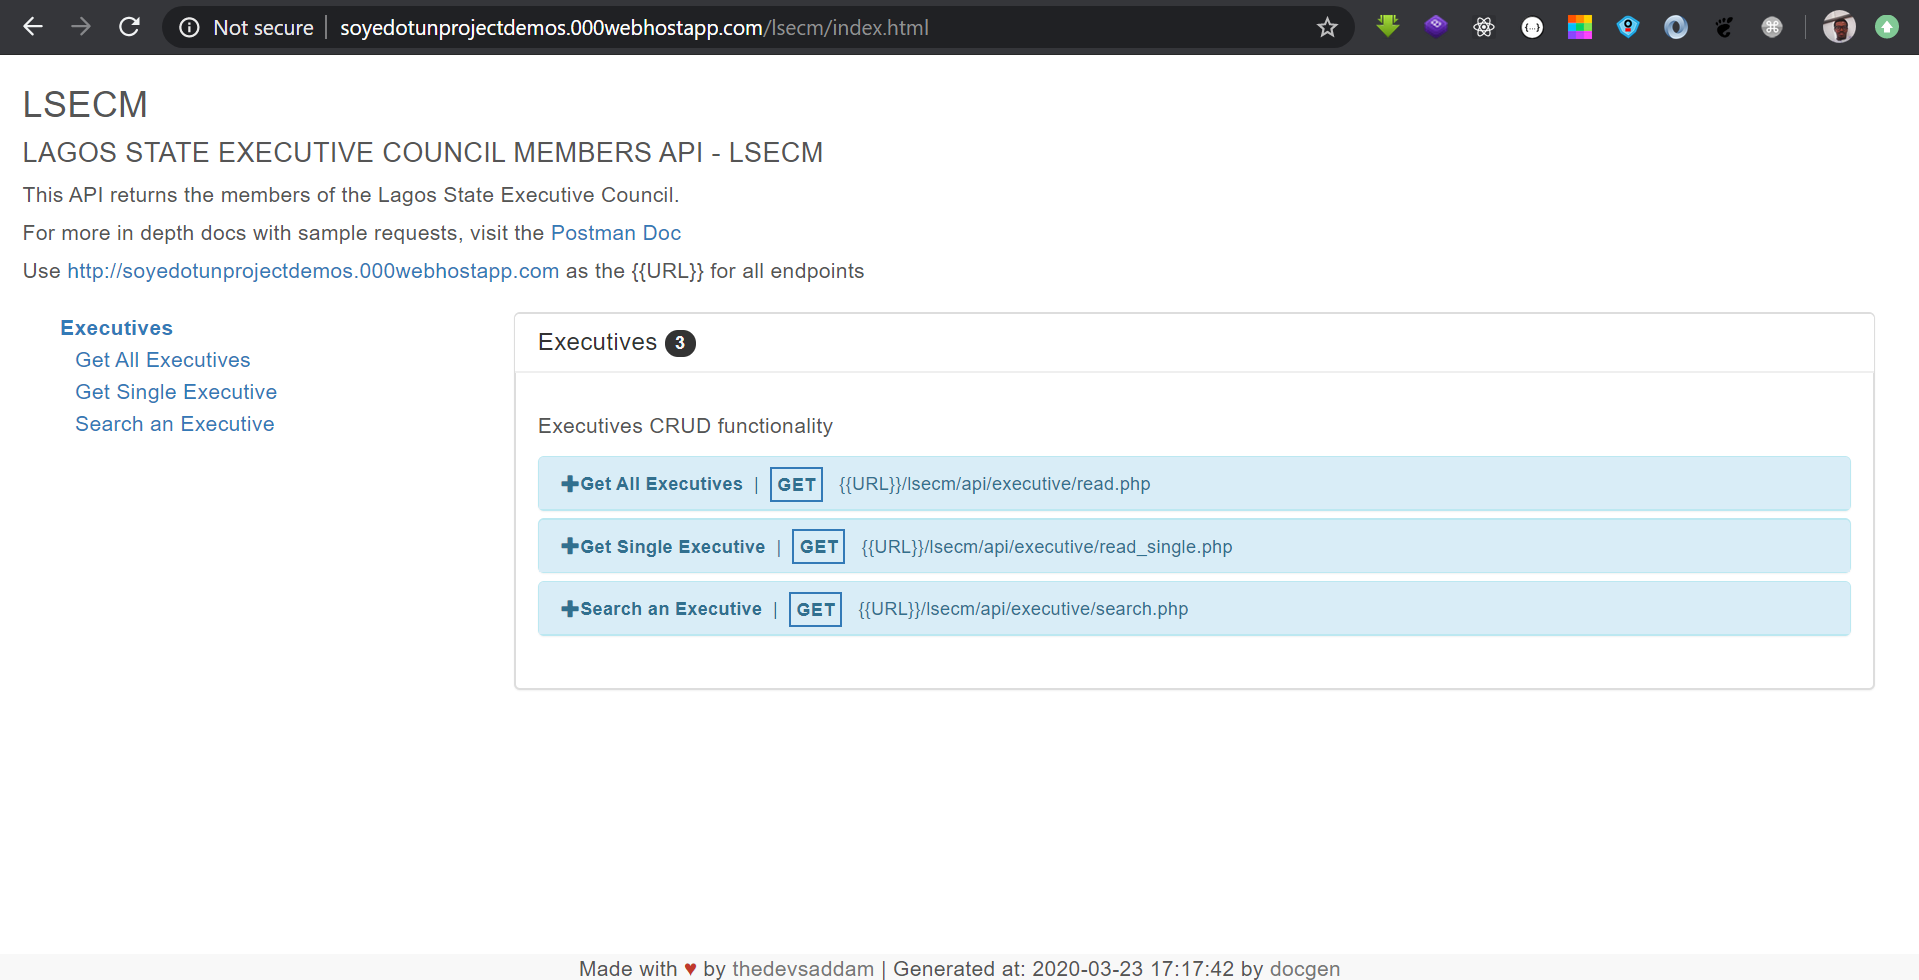 Not secure | soyedotunprojectdemos.000webhostapp.com/lsecm/index.html
LSECM
LAGOS STATE EXECUTIVE COUNCIL MEMBERS API - LSECM
This API returns the members of the Lagos State Executive Council.
For more in depth docs with sample requests, visit the Postman Doc
Use http://soyedotunprojectdemos.000webhostapp.com as the {{URL}} for all endpoints
Executives
Get All Executives
Get Single Executive
Search an Executive
Executives 3
Executives CRUD functionality
Get All Executives | GET {{URL}}/lsecm/api/executive/read.php
Get Single Executive | GET {{URL}}/lsecm/api/executive/read_single.php
Search an Executive | GET {{URL}}/lsecm/api/executive/search.php
Made with ♥ by thedevsaddam | Generated at: 2020-03-23 17:17:42 by docgen